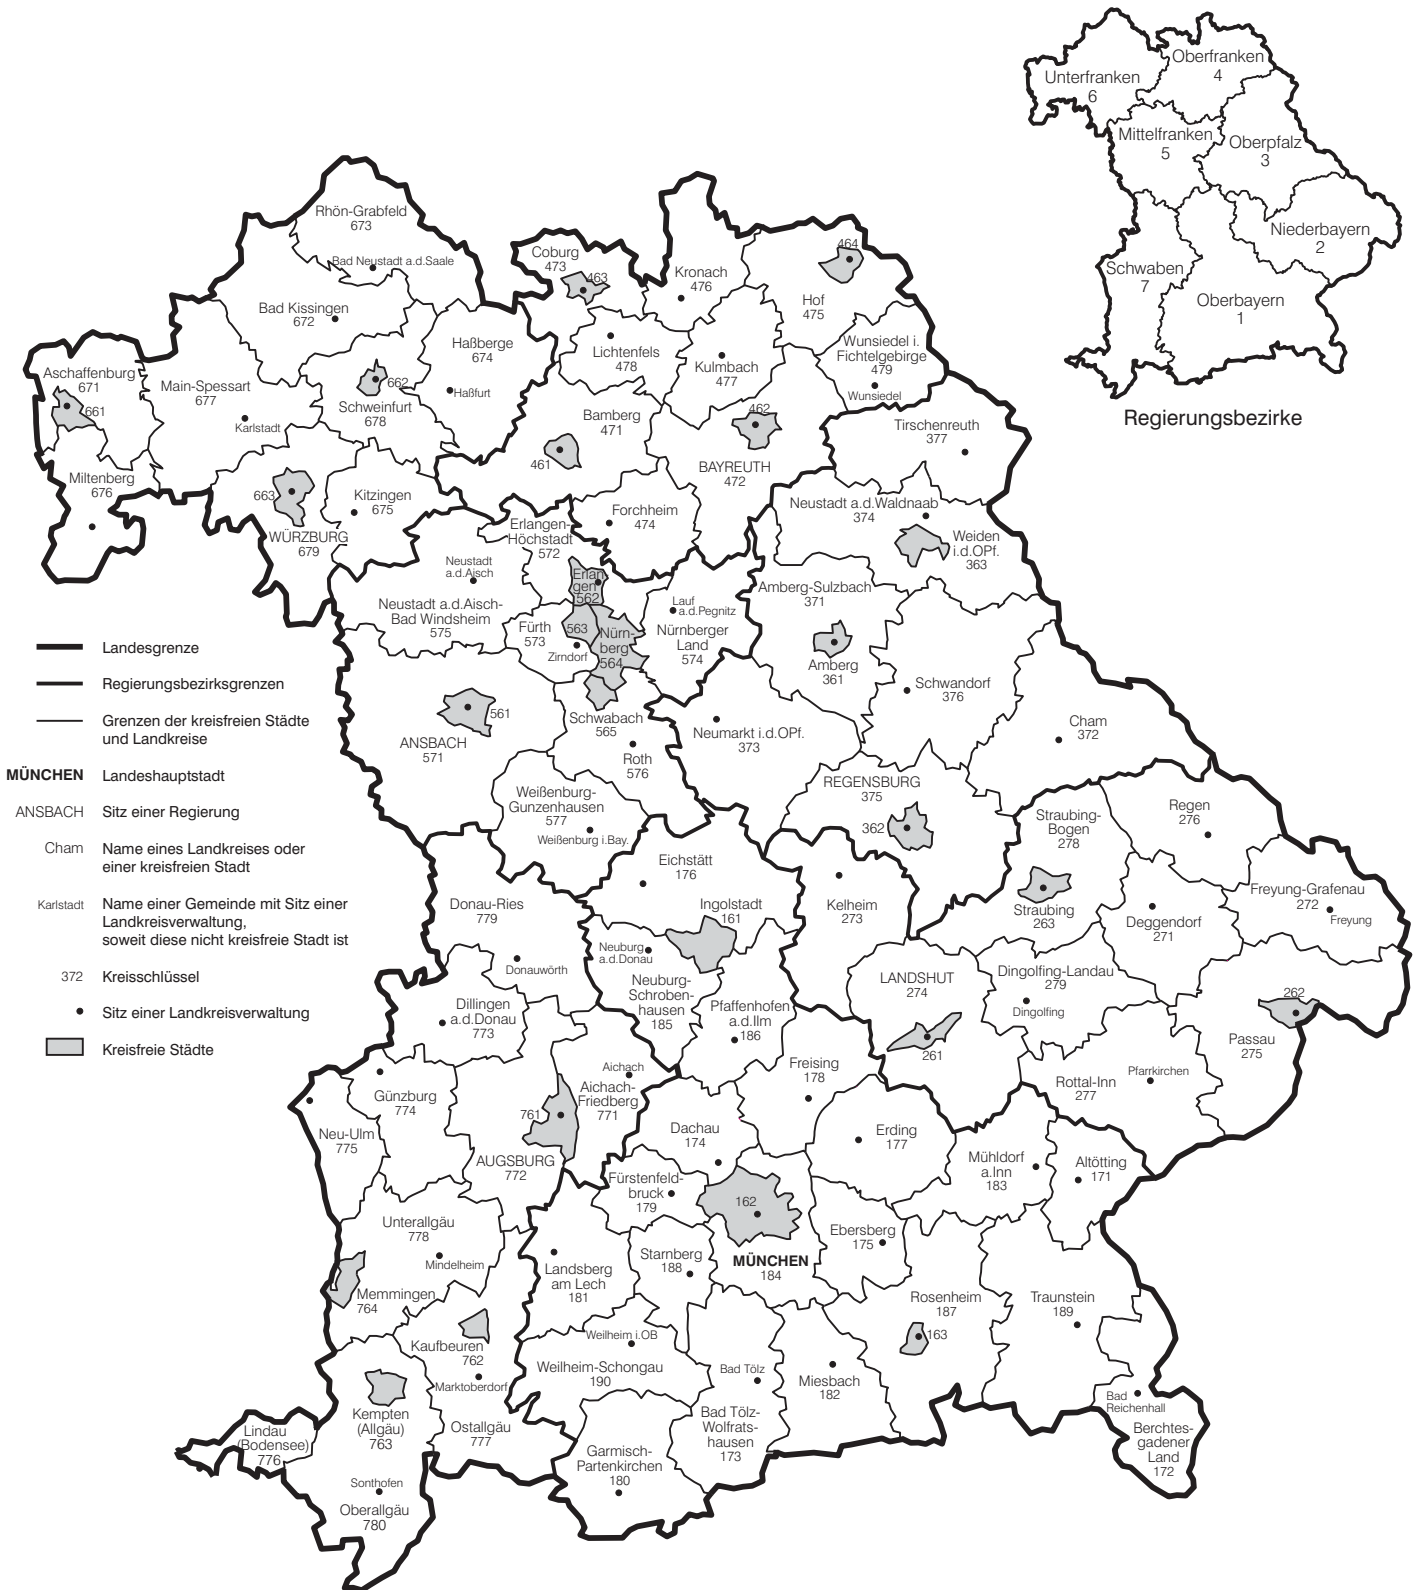 Unterfranken
6
Oberfranken
4
Mittelfranken
5
Oberpfalz
3
Niederbayern
2
Schwaben
7
Oberbayern
1
Regierungsbezirke
Rhön-Grabfeld
673
Bad Neustadt a.d.Saale
Bad Kissingen
672
Haßberge
674
Haßfurt
Aschaffenburg
671
661
Main-Spessart
677
Karlstadt
662
Schweinfurt
678
Miltenberg
676
663
WÜRZBURG
679
Kitzingen
675
Coburg
473
463
Kronach
476
464
Hof
475
Lichtenfels
478
Kulmbach
477
Wunsiedel i.
Fichtelgebirge
479
Wunsiedel
Bamberg
471
461
462
BAYREUTH
472
Forchheim
474
Tirschenreuth
377
Neustadt a.d.Waldnaab
374
Weiden
i.d.OPf.
363
Erlangen-
Höchstadt
572
Neustadt
a.d.Aisch
Neustadt a.d.Aisch-
Bad Windsheim
575
Erlan-
gen
562
Fürth
573
563
Zirndorf
Nürn-
berg
564
Lauf
a.d.Pegnitz
Nürnberger
Land
574
Amberg-Sulzbach
371
Amberg
361
Schwandorf
376
Cham
372
561
ANSBACH
571
Schwabach
565
Roth
576
Neumarkt i.d.OPf.
373
Weißenburg-
Gunzenhausen
577
Weißenburg i.Bay.
REGENSBURG
375
362
Straubing-
Bogen
278
Regen
276
Straubing
263
Deggendorf
271
Freyung-Grafenau
272
Freyung
Eichstätt
176
Ingolstadt
161
Kelheim
273
Donau-Ries
779
Donauwörth
Neuburg
a.d.Donau
Neuburg-
Schroben-
hausen
185
Pfaffenhofen
a.d.Ilm
186
LANDSHUT
274
261
Dingolfing-Landau
279
Dingolfing
262
Passau
275
Rottal-Inn
277
Pfarrkirchen
Dillingen
a.d.Donau
773
Aichach
Aichach-
Friedberg
771
Freising
178
Günzburg
774
Neu-Ulm
775
761
AUGSBURG
772
Dachau
174
Erding
177
Mühldorf
a.Inn
183
Altötting
171
Fürstenfeld-
bruck
179
162
MÜNCHEN
184
Ebersberg
175
Unterallgäu
778
Mindelheim
Memmingen
764
Landsberg
am Lech
181
Starnberg
188
Rosenheim
187
163
Traunstein
189
Kaufbeuren
762
Marktoberdorf
Weilheim i.OB
Weilheim-Schongau
190
Bad Tölz
Bad Tölz-
Wolfrats-
hausen
173
Miesbach
182
Bad
Reichenhall
Berchtes-
gadener
Land
172
Kempten
(Allgäu)
763
Ostallgäu
777
Lindau
(Bodensee)
776
Sonthofen
Oberallgäu
780
Garmisch-
Partenkirchen
180
Landesgrenze
Regierungsbezirksgrenzen
Grenzen der kreisfreien Städte
und Landkreise
MÜNCHEN Landeshauptstadt
ANSBACH Sitz einer Regierung
Cham Name eines Landkreises oder
einer kreisfreien Stadt
Karlstadt Name einer Gemeinde mit Sitz einer
Landkreisverwaltung,
soweit diese nicht kreisfreie Stadt ist
372 Kreisschlüssel
Sitz einer Landkreisverwaltung
Kreisfreie Städte